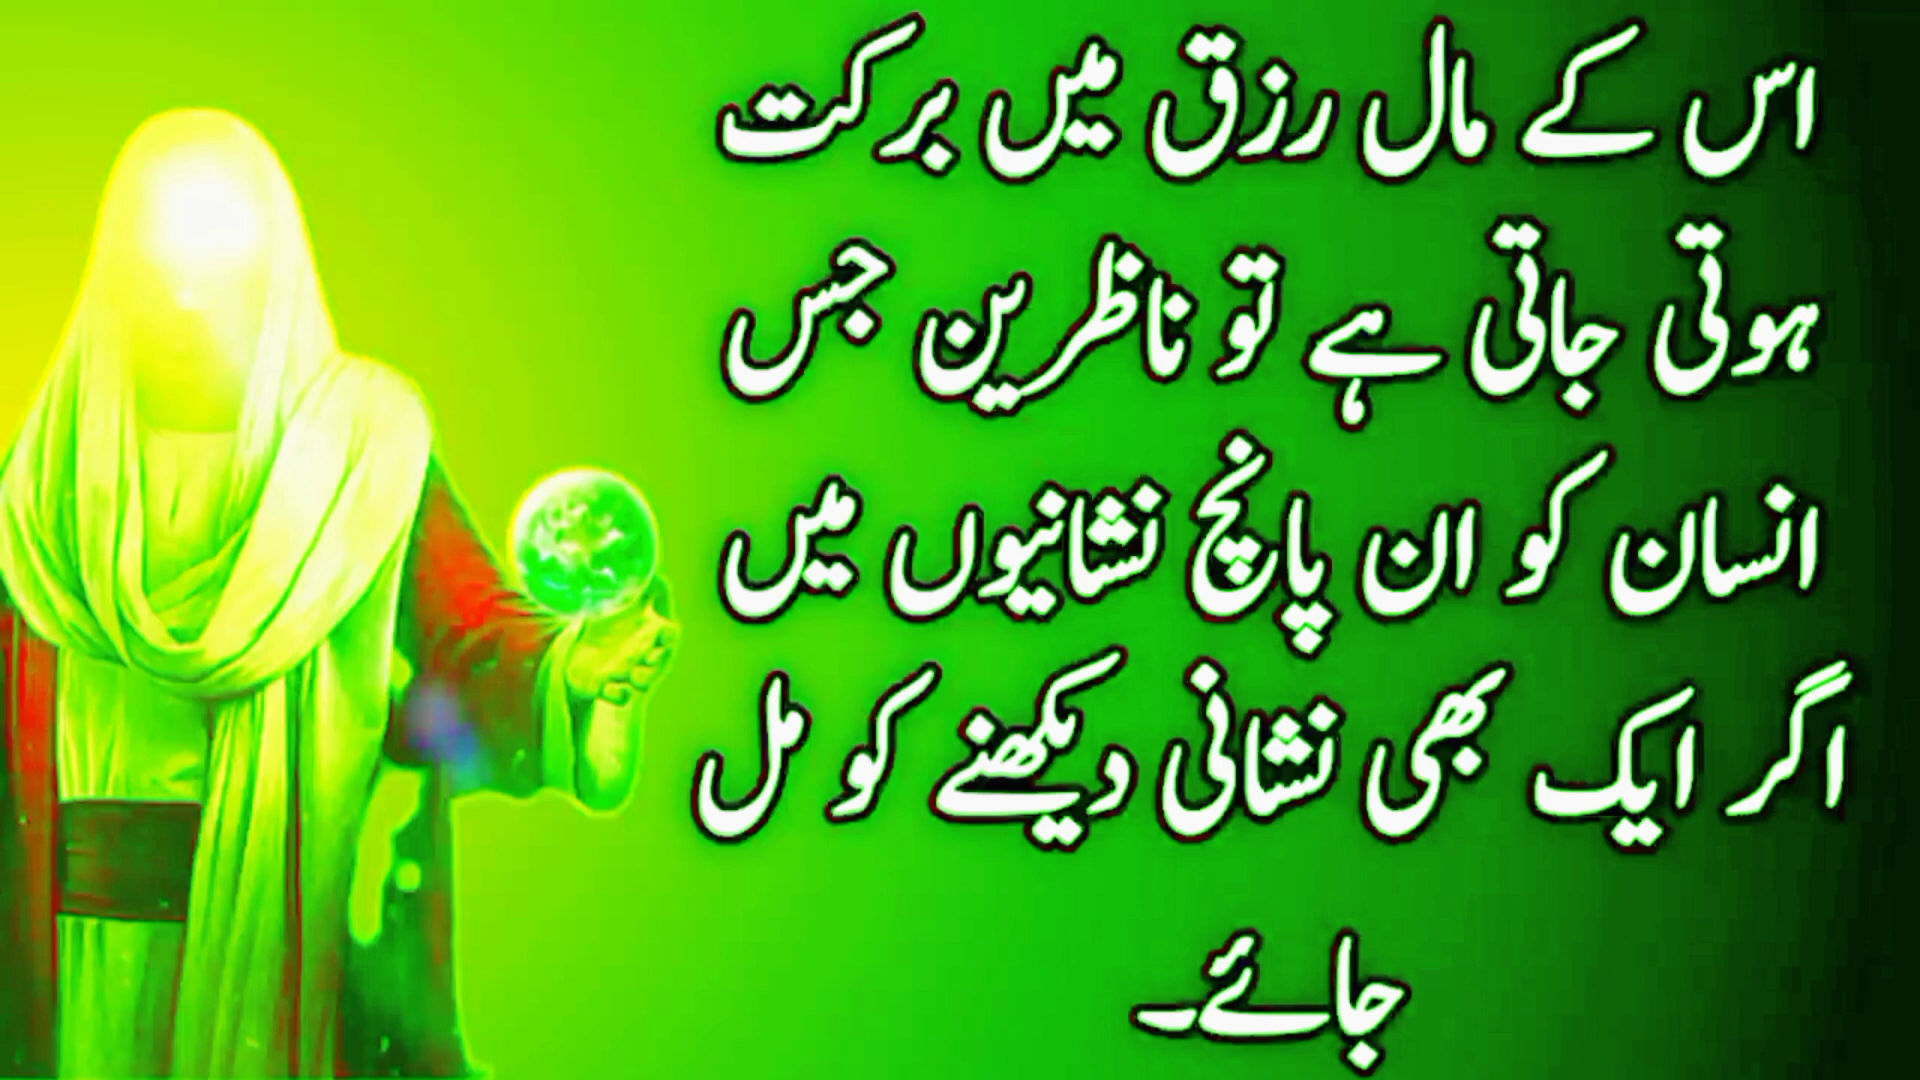 اس کے مال رزق میں برکت
ہوتی جاتی ہے تو ناظرین جس
انسان کو ان پانچ نشانیوں میں
اگر ایک بھی نشانی دیکھنے کو مل
جائے۔